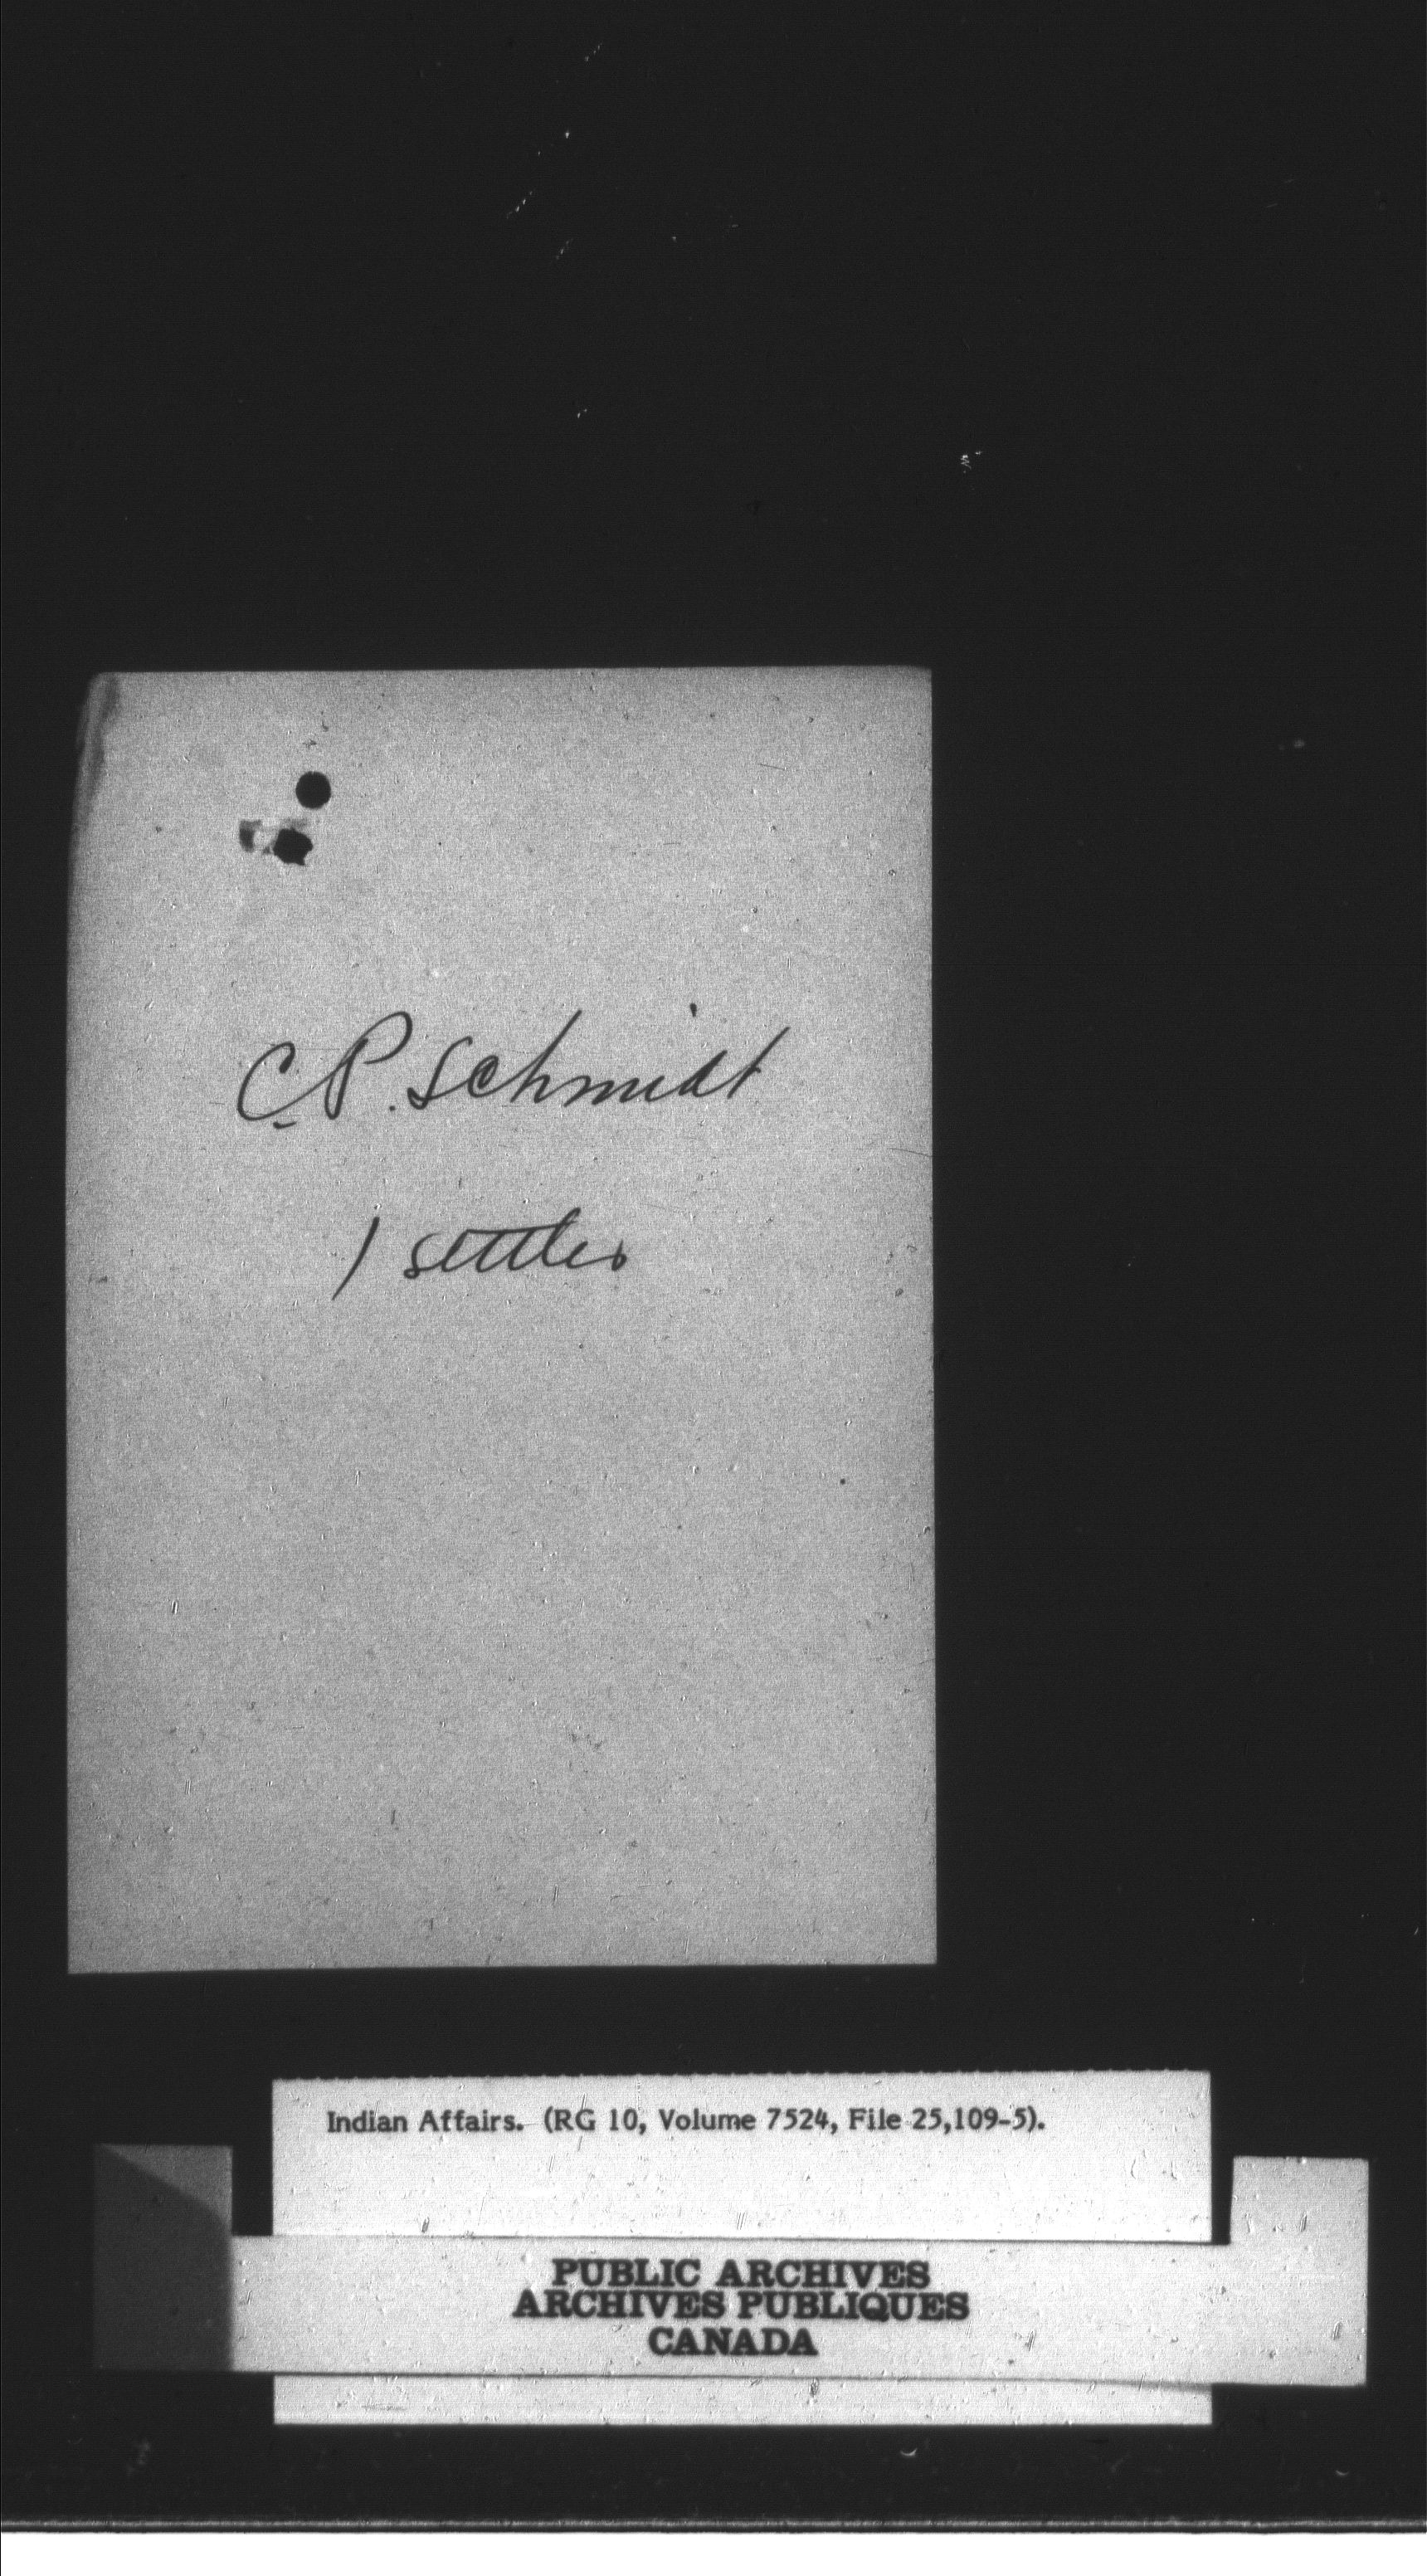 C.P. Schmidt
1 settler
Indian Affairs. (RG 10, Volume 7524, File 25,109-5).
PUBLIC ARCHIVES
ARCHIVES PUBLIQUES
CANADA